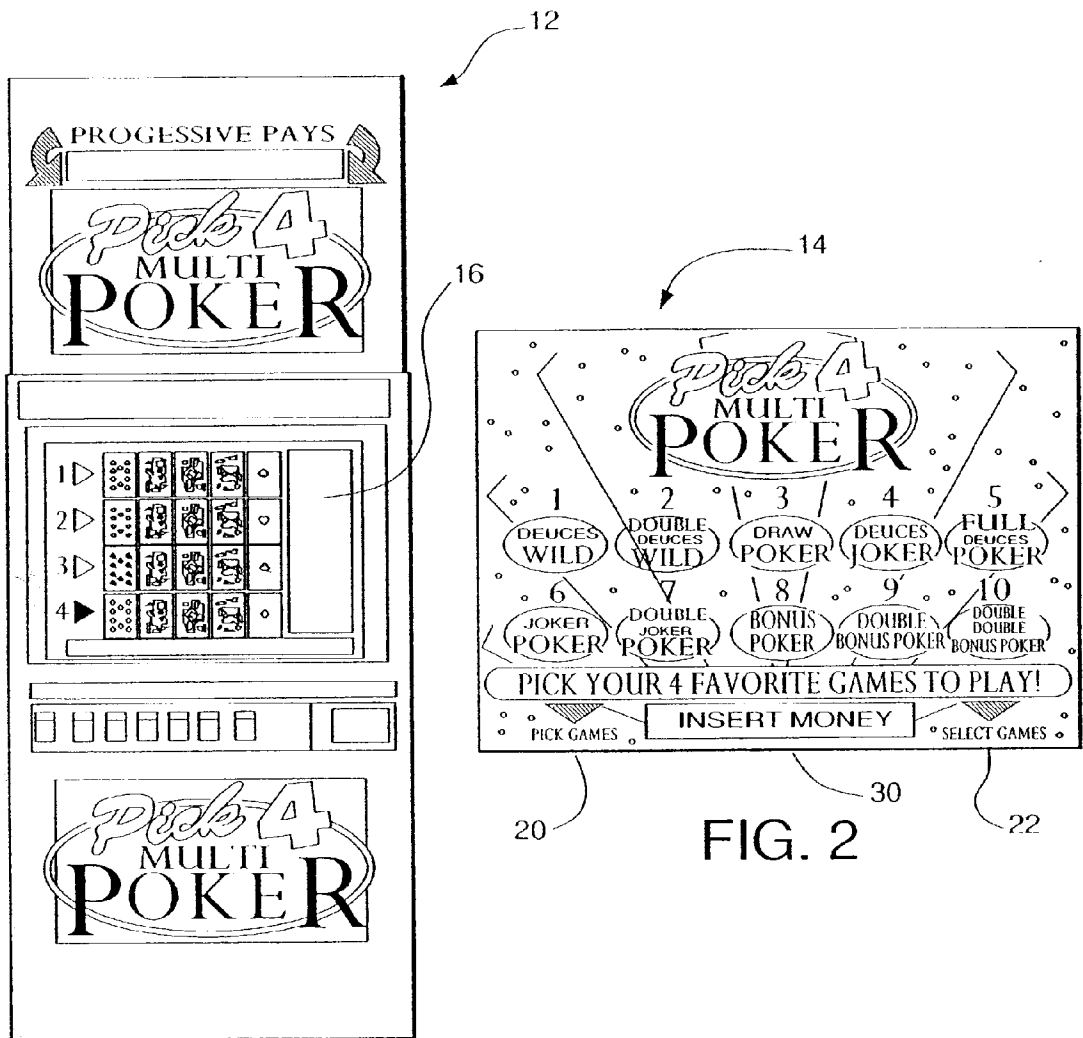 12
PROGESSIVE PAYS
Pick 4
MULTI
POKER
16
1
2
3
4
Pick 4
MULTI
POKER
14
Pick 4
MULTI
POKER
1 2 3 4 5
DEUCES WILD
DOUBLE DEUCES WILD
DRAW POKER
DEUCES JOKER
FULL DEUCES POKER
6 7 8 9 10
JOKER POKER
DOUBLE JOKER POKER
BONUS POKER
DOUBLE BONUS POKER
DOUBLE DOUBLE BONUS POKER
PICK YOUR 4 FAVORITE GAMES TO PLAY!
PICK GAMES
INSERT MONEY
SELECT GAMES
20
30
22
FIG. 2